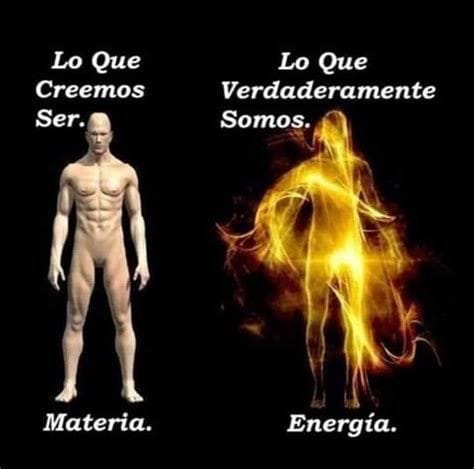 Lo Que
Creemos
Ser.
Materia.
Lo Que
Verdaderamente
Somos.
Energía.